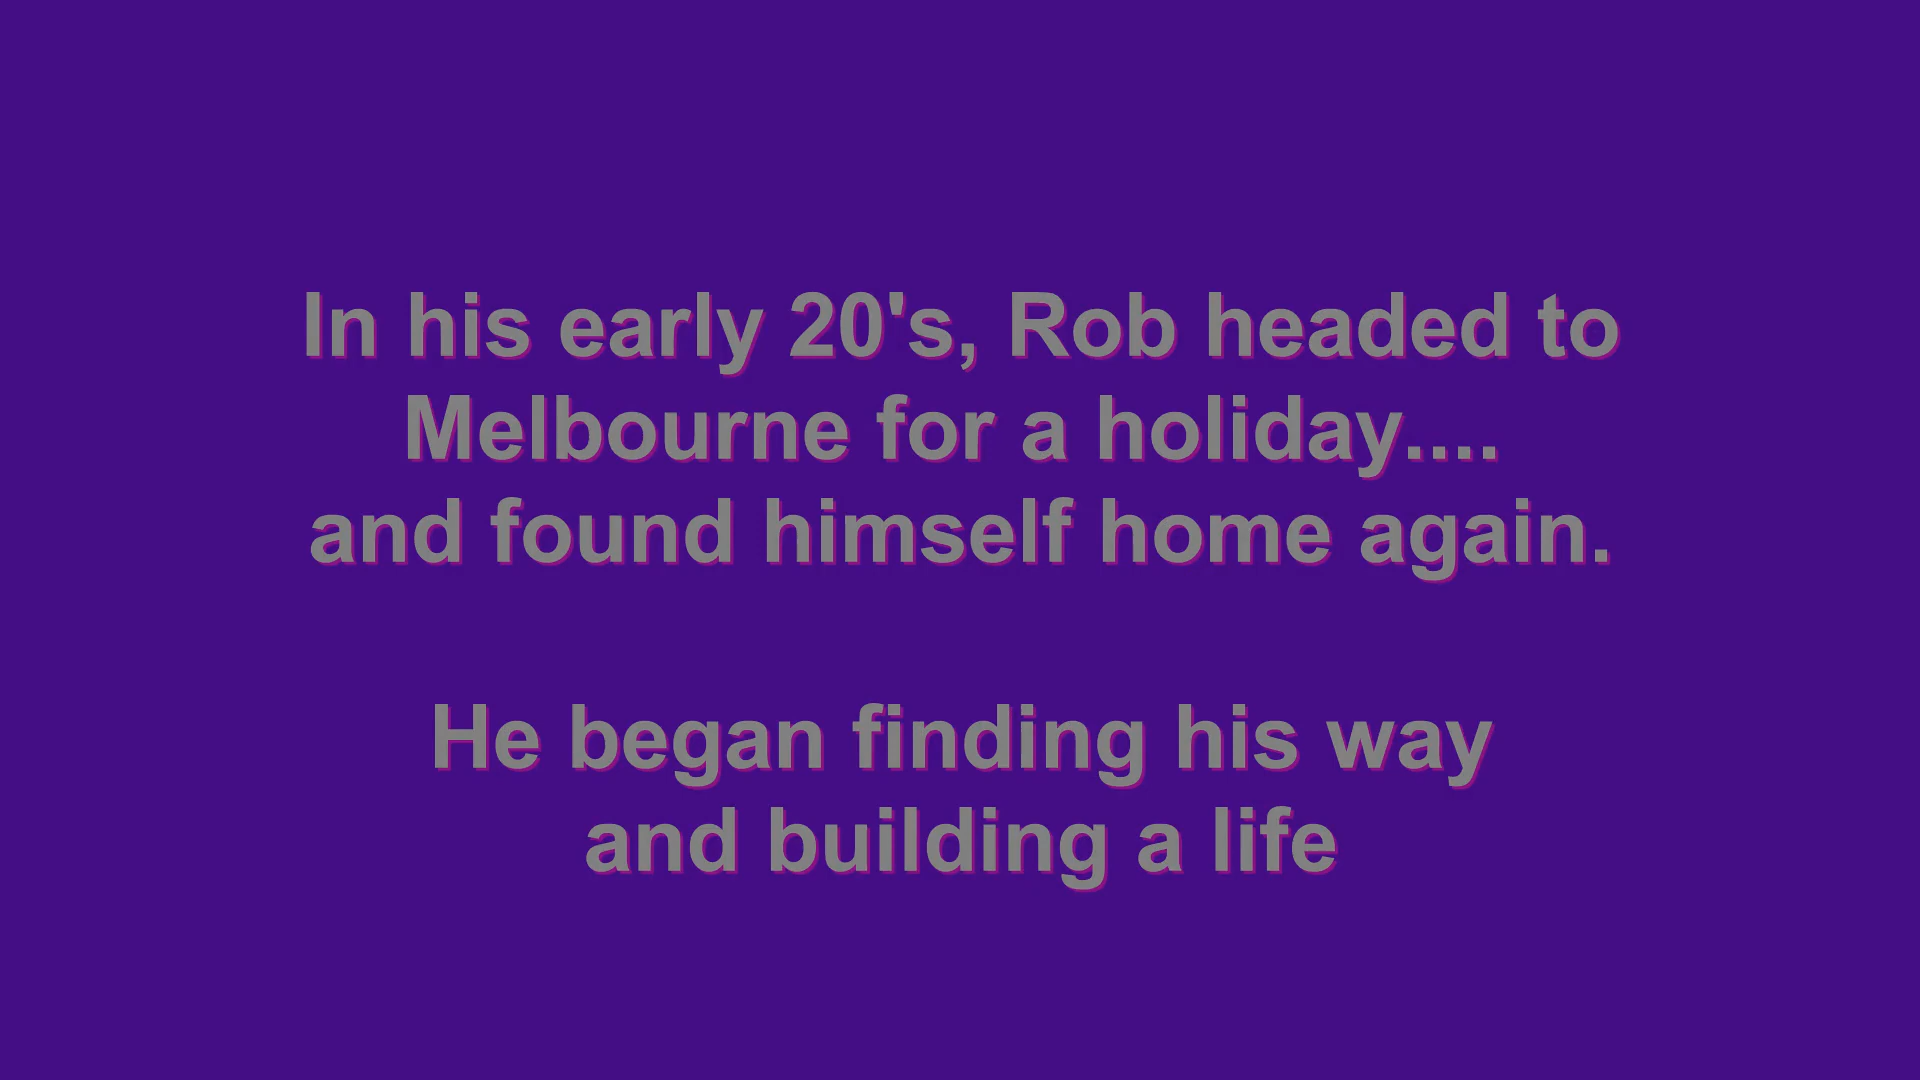 In his early 20's, Rob headed to
Melbourne for a holiday....
and found himself home again.
He began finding his way
and building a life